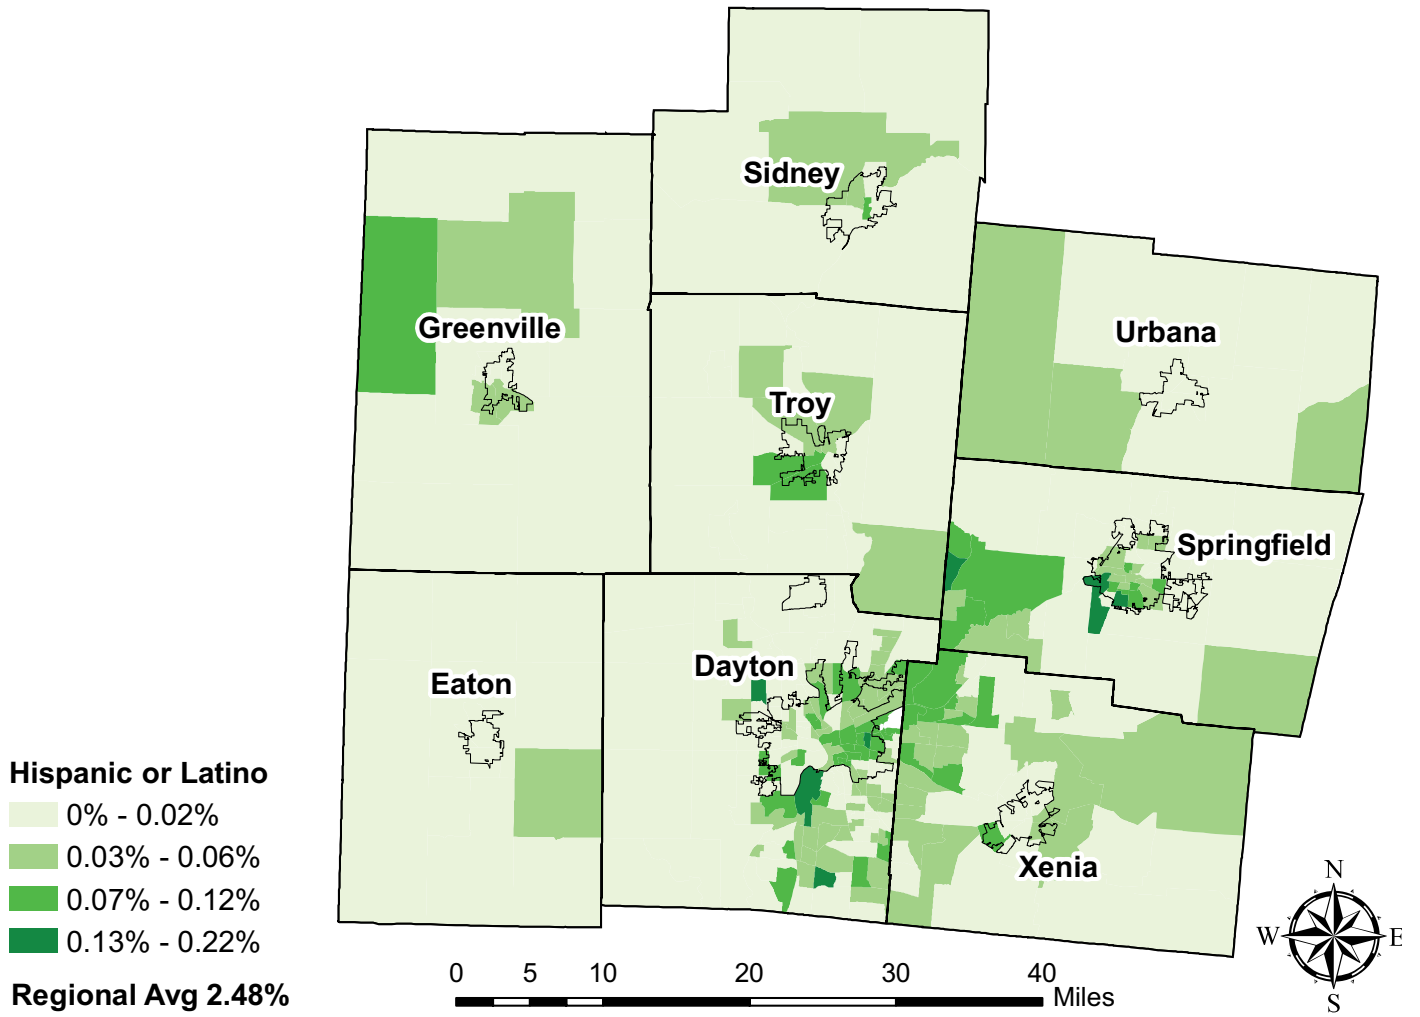 Sidney
Greenville
Urbana
Troy
Springfield
Dayton
Eaton
Xenia
Hispanic or Latino
0% - 0.02%
0.03% - 0.06%
0.07% - 0.12%
0.13% - 0.22%
Regional Avg 2.48%
0 5 10 20 30 40
Miles
N
W E
S